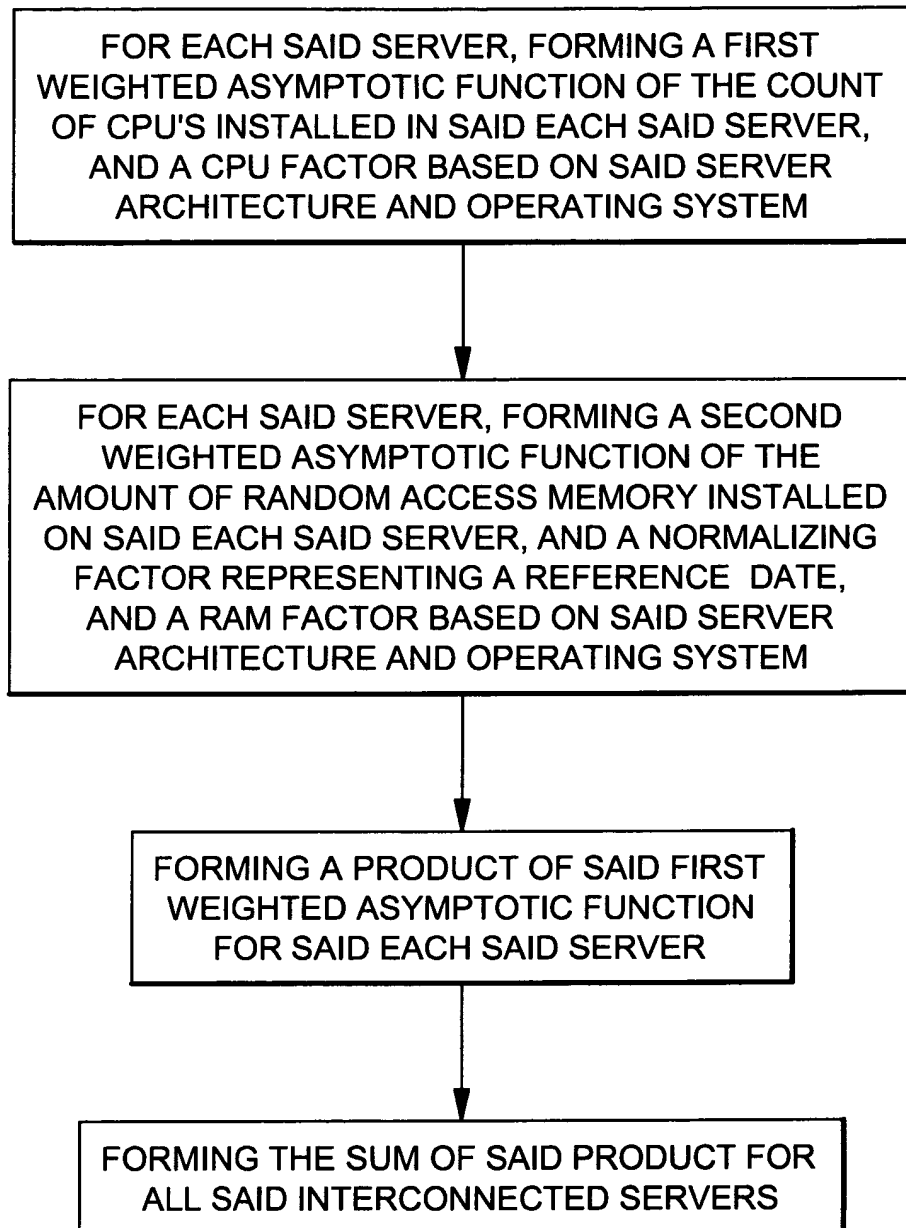 FOR EACH SAID SERVER, FORMING A FIRST
WEIGHTED ASYMPTOTIC FUNCTION OF THE COUNT
OF CPU'S INSTALLED IN SAID EACH SAID SERVER,
AND A CPU FACTOR BASED ON SAID SERVER
ARCHITECTURE AND OPERATING SYSTEM
FOR EACH SAID SERVER, FORMING A SECOND
WEIGHTED ASYMPTOTIC FUNCTION OF THE
AMOUNT OF RANDOM ACCESS MEMORY INSTALLED
ON SAID EACH SAID SERVER, AND A NORMALIZING
FACTOR REPRESENTING A REFERENCE DATE,
AND A RAM FACTOR BASED ON SAID SERVER
ARCHITECTURE AND OPERATING SYSTEM
FORMING A PRODUCT OF SAID FIRST
WEIGHTED ASYMPTOTIC FUNCTION
FOR SAID EACH SAID SERVER
FORMING THE SUM OF SAID PRODUCT FOR
ALL SAID INTERCONNECTED SERVERS